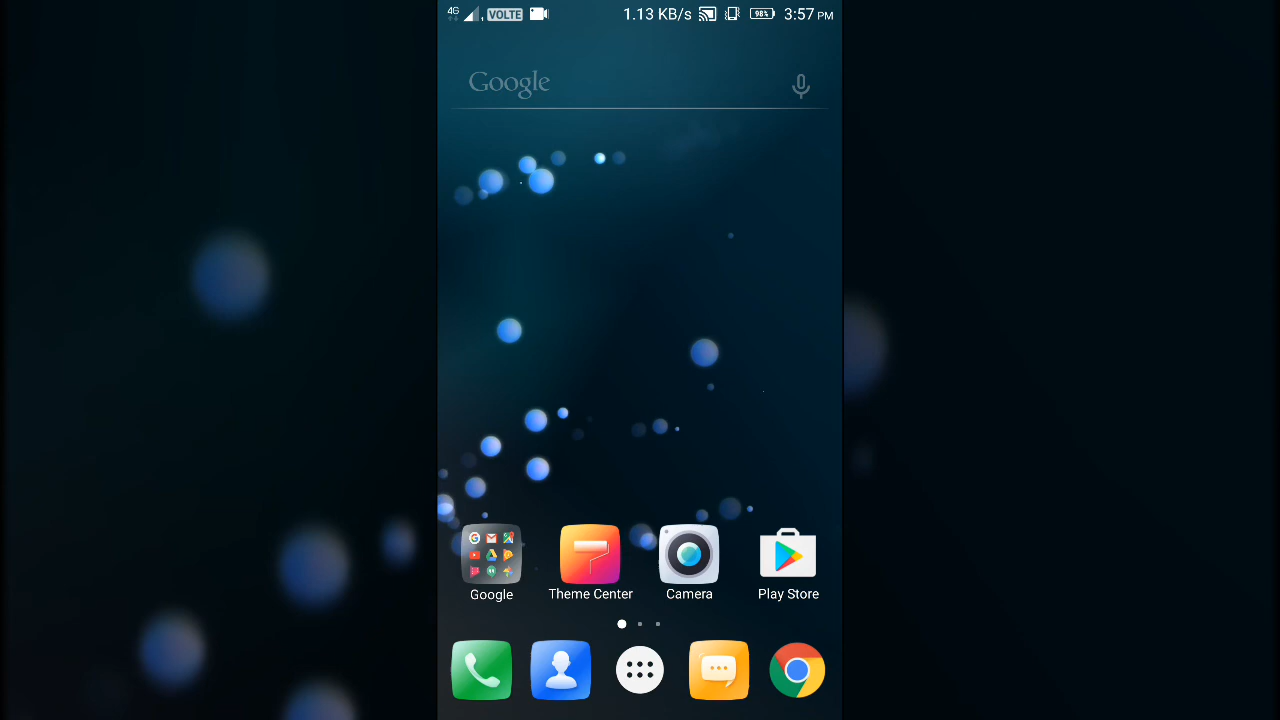 4G VOLTE 1.13 KB/s 98% 3:57 PM
Google
Google Theme Center Camera Play Store